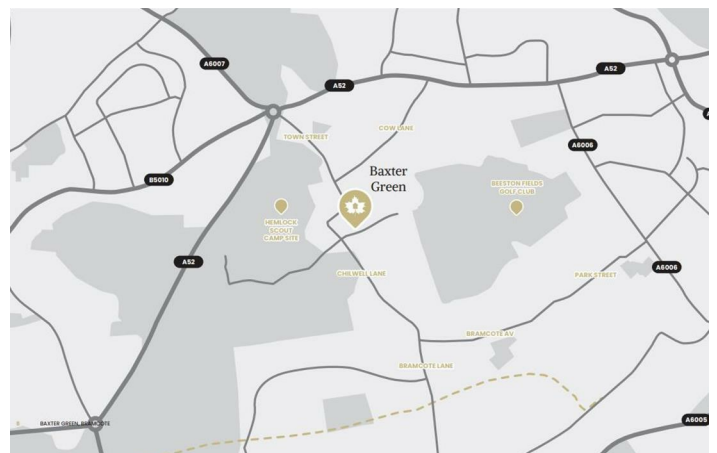 A6007
A52
A52
TOWN STREET
COW LANE
A6006
Baxter
Green
B5010
BEESTON FIELDS
GOLF CLUB
HEMLOCK
SCOUT
CAMP SITE
A52
CHILWELL LANE
PARK STREET
A6006
BRAMCOTE AV
BRAMCOTE LANE
A6005
8
BAXTER GREEN, BRAMCOTE